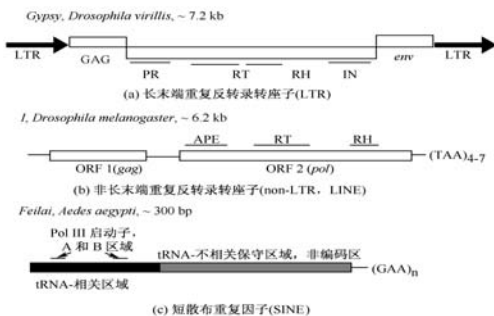 Gypsy, Drosophila virillis, ~ 7.2 kb
LTR GAG env LTR
PR RT RH IN
(a) 长末端重复反转录转座子(LTR)
I, Drosophila melanogaster, ~ 6.2 kb
APE RT RH
(TAA)4-7
ORF 1(gag) ORF 2 (pol)
(b) 非长末端重复反转录转座子(non-LTR, LINE)
Feilai, Aedes aegypti, ~ 300 bp
Pol III 启动子,
A 和 B 区域 tRNA-不相关保守区域, 非编码区
(GAA)n
tRNA-相关区域
(c) 短散布重复因子(SINE)